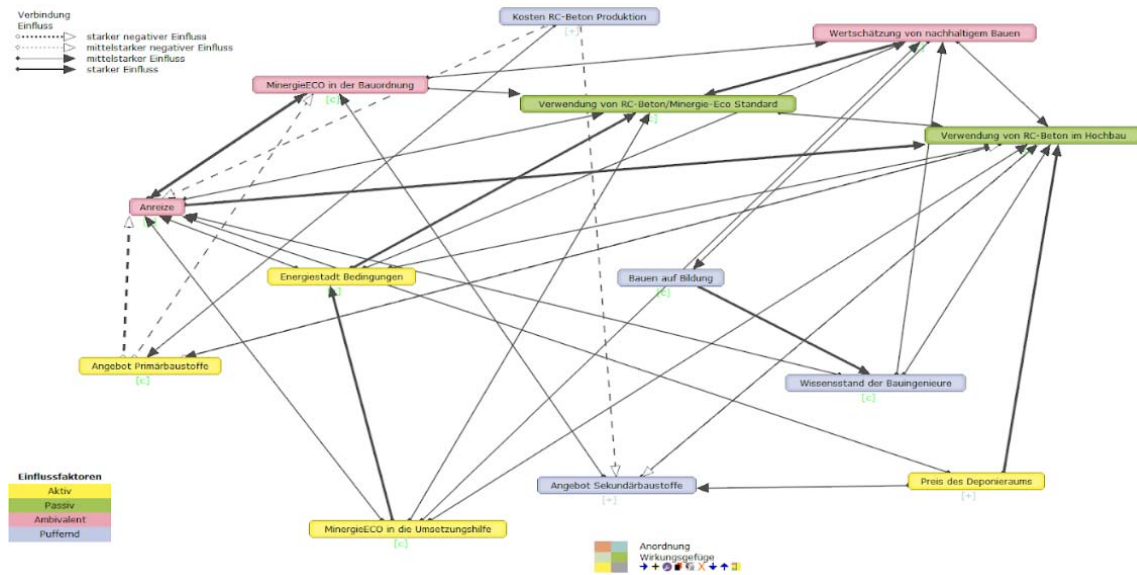 Verbindung
Einfluss
starker negativer Einfluss
mittelstarker negativer Einfluss
mittelstarker Einfluss
starker Einfluss
Kosten RC-Beton Produktion
[+]
Wertschätzung von nachhaltigem Bauen
MinergieECO in der Bauordnung
[c]
Verwendung von RC-Beton/Minergie-Eco Standard
Verwendung von RC-Beton im Hochbau
Anreize
Energiestadt Bedingungen
Bauen auf Bildung
[c]
Angebot Primärbaustoffe
[c]
Wissensstand der Bauingenieure
[c]
Angebot Sekundärbaustoffe
[+]
Preis des Deponieraums
[+]
MinergieECO in die Umsetzungshilfe
[c]
Einflussfaktoren
Aktiv
Passiv
Ambivalent
Puffernd
Anordnung
Wirkungsgefüge